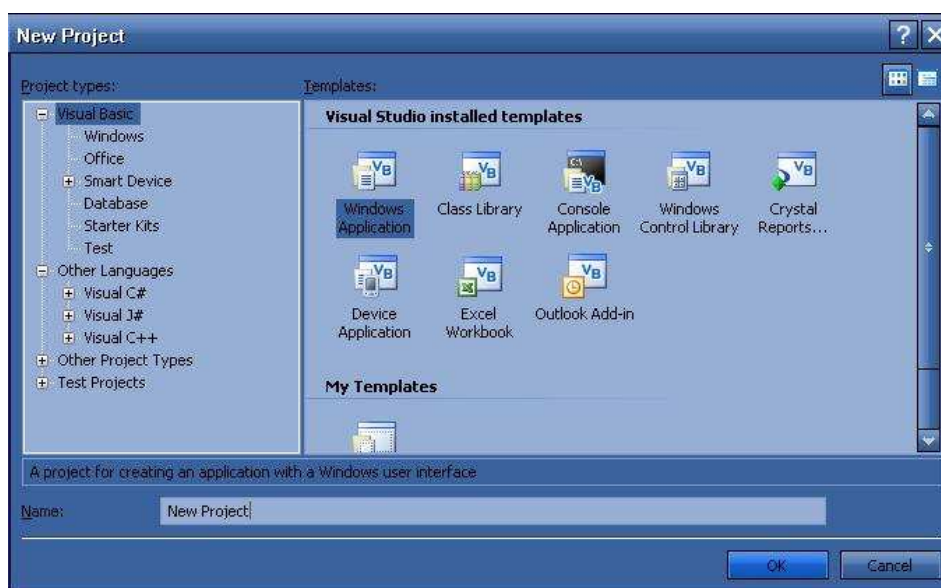 New Project
Project types:
Templates:
Visual Basic
Windows
Office
Smart Device
Database
Starter Kits
Test
Other Languages
Visual C#
Visual J#
Visual C++
Other Project Types
Test Projects
Visual Studio installed templates
Windows Application
Class Library
Console Application
Windows Control Library
Crystal Reports...
Device Application
Excel Workbook
Outlook Add-in
My Templates
A project for creating an application with a Windows user interface
Name:
New Project
OK
Cancel